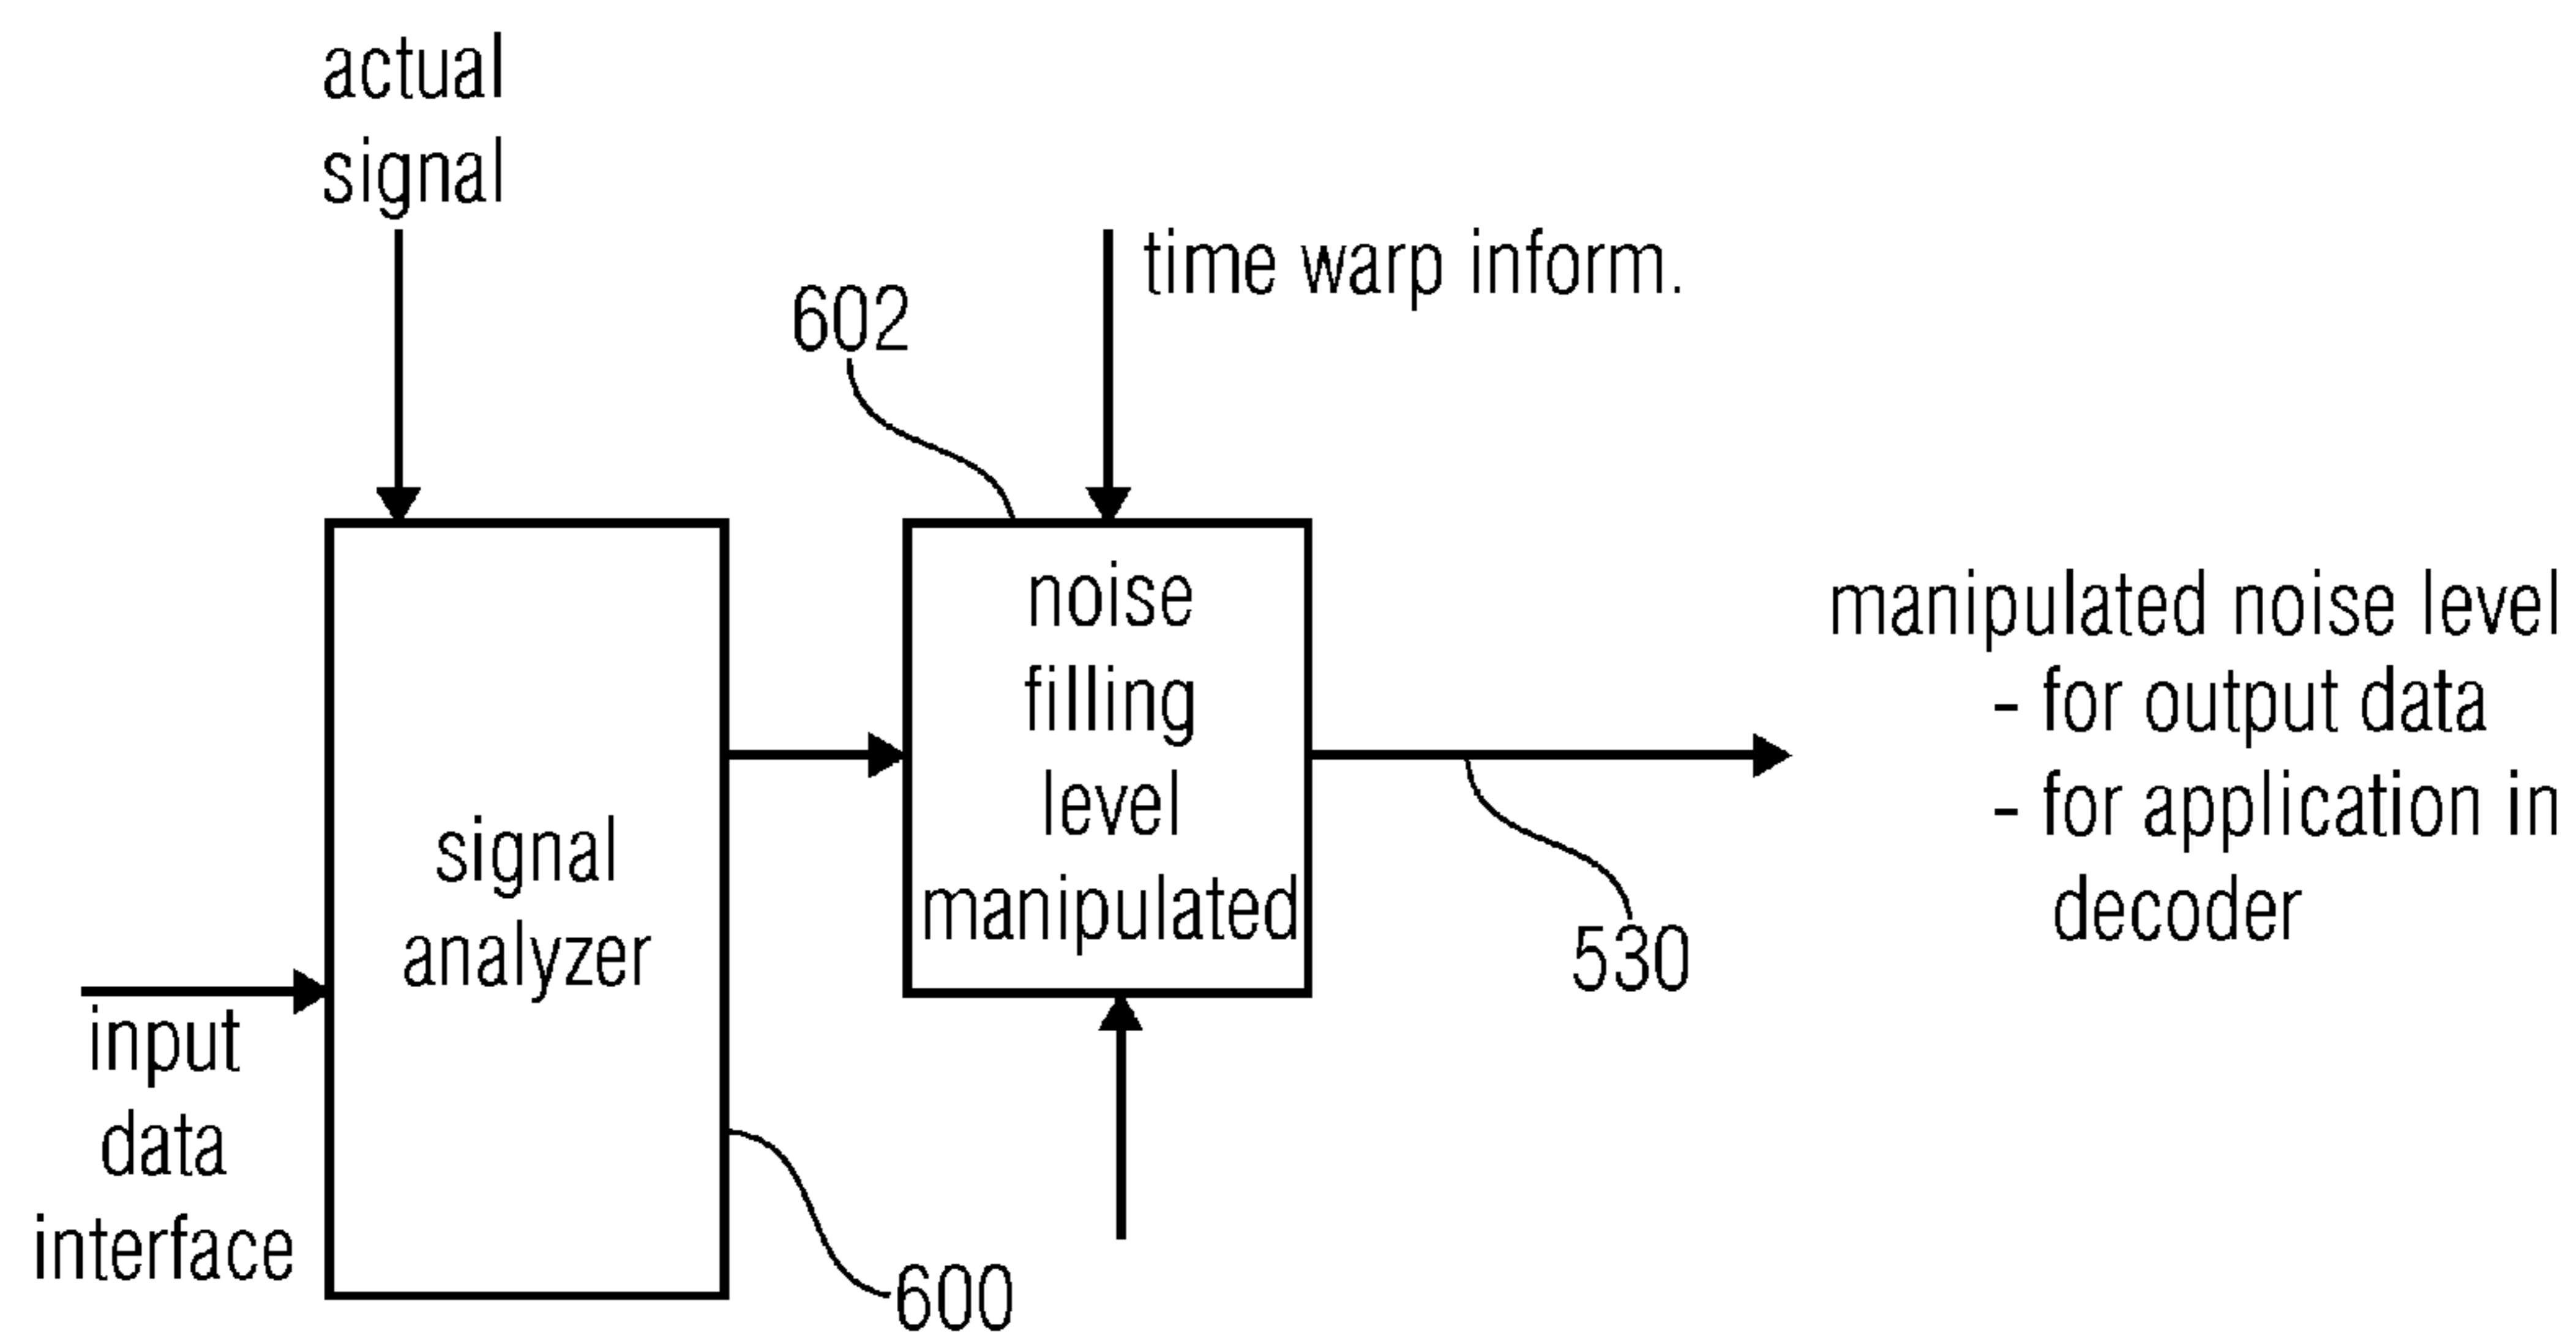 actual
signal
time warp inform.
602
noise
filling
level
manipulated
manipulated noise level
- for output data
- for application in
decoder
signal
analyzer
530
input
data
interface
600